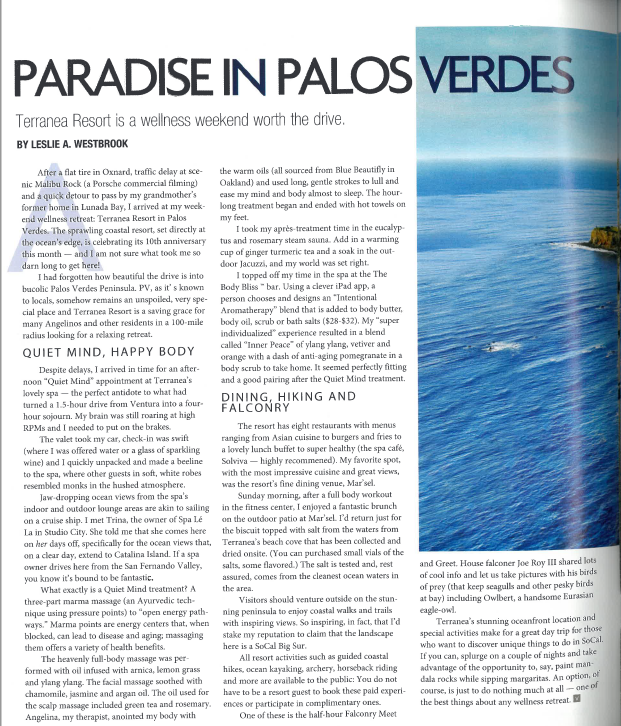 PARADISE IN PALOS VERDES
Terranea Resort is a wellness weekend worth the drive.
BY LESLIE A. WESTBROOK
After a flat tire in Oxnard, traffic delay at sce-
nic Malibu Rock (a Porsche commercial filming)
and a quick detour to pass by my grandmother's
former home in Lunada Bay, I arrived at my week-
end wellness retreat: Terranea Resort in Palos
Verdes. The sprawling coastal resort, set directly at
the ocean's edge, is celebrating its 10th anniversary
this month — and I am not sure what took me so
darn long to get here!
I had forgotten how beautiful the drive is into
bucolic Palos Verdes Peninsula. PV, as it' s known
to locals, somehow remains an unspoiled, very spe-
cial place and Terranea Resort is a saving grace for
many Angelinos and other residents in a 100-mile
radius looking for a relaxing retreat.
QUIET MIND, HAPPY BODY
Despite delays, I arrived in time for an after-
noon "Quiet Mind" appointment at Terranea's
lovely spa — the perfect antidote to what had
turned a 1.5-hour drive from Ventura into a four-
hour sojourn. My brain was still roaring at high
RPMs and I needed to put on the brakes.
The valet took my car, check-in was swift
(where I was offered water or a glass of sparkling
wine) and I quickly unpacked and made a beeline
to the spa, where other guests in soft, white robes
resembled monks in the hushed atmosphere.
Jaw-dropping ocean views from the spa's
indoor and outdoor lounge areas are akin to sailing
on a cruise ship. I met Trina, the owner of Spa Lé
La in Studio City. She told me that she comes here
on her days off, specifically for the ocean views that,
on a clear day, extend to Catalina Island. If a spa
owner drives here from the San Fernando Valley,
you know it's bound to be fantastic.
What exactly is a Quiet Mind treatment? A
three-part marma massage (an Ayurvedic tech-
nique using pressure points) to "open energy path-
ways." Marma points are energy centers that, when
blocked, can lead to disease and aging; massaging
them offers a variety of health benefits.
The heavenly full-body massage was per-
formed with oil infused with arnica, lemon grass
and ylang ylang. The facial massage soothed with
chamomile, jasmine and argan oil. The oil used for
the scalp massage included green tea and rosemary.
Angelina, my therapist, anointed my body with
the warm oils (all sourced from Blue Beautifly in
Oakland) and used long, gentle strokes to lull and
ease my mind and body almost to sleep. The hour-
long treatment began and ended with hot towels on
my feet.
I took my après-treatment time in the eucalyp-
tus and rosemary steam sauna. Add in a warming
cup of ginger turmeric tea and a soak in the out-
door Jacuzzi, and my world was set right.
I topped off my time in the spa at the The
Body Bliss ™ bar. Using a clever iPad app, a
person chooses and designs an "Intentional
Aromatherapy" blend that is added to body butter,
body oil, scrub or bath salts ($28-$32). My "super
individualized" experience resulted in a blend
called "Inner Peace" of ylang ylang, vetiver and
orange with a dash of anti-aging pomegranate in a
body scrub to take home. It seemed perfectly fitting
and a good pairing after the Quiet Mind treatment.
DINING, HIKING AND
FALCONRY
The resort has eight restaurants with menus
ranging from Asian cuisine to burgers and fries to
a lovely lunch buffet to super healthy (the spa café,
Solviva — highly recommened). My favorite spot,
with the most impressive cuisine and great views,
was the resort's fine dining venue, Mar'sel.
Sunday morning, after a full body workout
in the fitness center, I enjoyed a fantastic brunch
on the outdoor patio at Mar'sel. I'd return just for
the biscuit topped with salt from the waters from
Terranea's beach cove that has been collected and
dried onsite. (You can purchased small vials of the
salts, some flavored.) The salt is tested and, rest
assured, comes from the cleanest ocean waters in
the area.
Visitors should venture outside on the stun-
ning peninsula to enjoy coastal walks and trails
with inspiring views. So inspiring, in fact, that I'd
stake my reputation to claim that the landscape
here is a SoCal Big Sur.
All resort activities such as guided coastal
hikes, ocean kayaking, archery, horseback riding
and more are available to the public: You do not
have to be a resort guest to book these paid experi-
ences or participate in complimentary ones.
One of these is the half-hour Falconry Meet
and Greet. House falconer Joe Roy III shared lots
of cool info and let us take pictures with his birds
of prey (that keep seagulls and other pesky birds
at bay) including Owlbert, a handsome Eurasian
eagle-owl.
Terranea's stunning oceanfront location and
special activities make for a great day trip for those
who want to discover unique things to do in SoCal.
If you can, splurge on a couple of nights and take
advantage of the opportunity to, say, paint man-
dala rocks while sipping margaritas. An option, of
course, is just to do nothing much at all — one of
the best things about any wellness retreat.